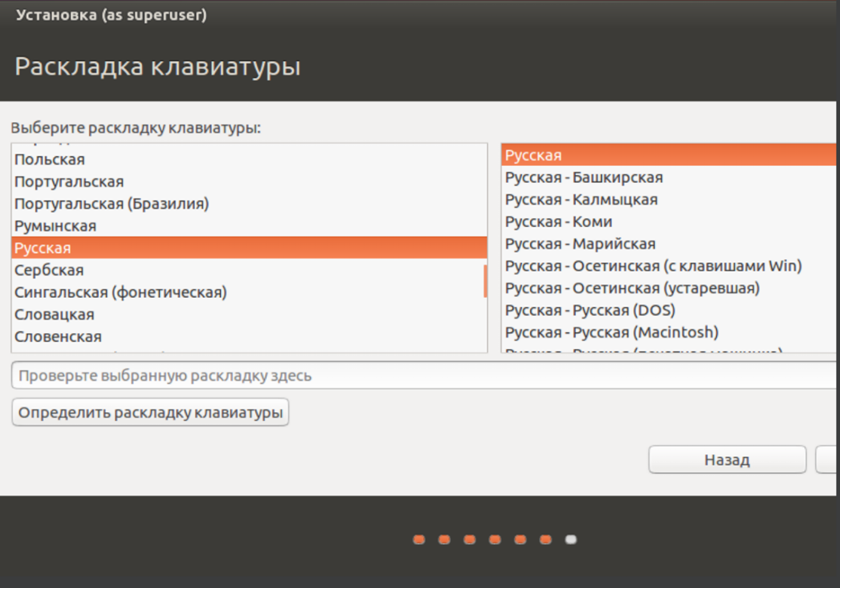 Установка (as superuser)
Раскладка клавиатуры
Выберите раскладку клавиатуры:
Польская
Португальская
Португальская (Бразилия)
Румынская
Русская
Сербская
Сингальская (фонетическая)
Словацкая
Словенская
Русская
Русская - Башкирская
Русская - Калмыцкая
Русская - Коми
Русская - Марийская
Русская - Осетинская (с клавишами Win)
Русская - Осетинская (устаревшая)
Русская - Русская (DOS)
Русская - Русская (Macintosh)
Проверьте выбранную раскладку здесь
Определить раскладку клавиатуры
Назад